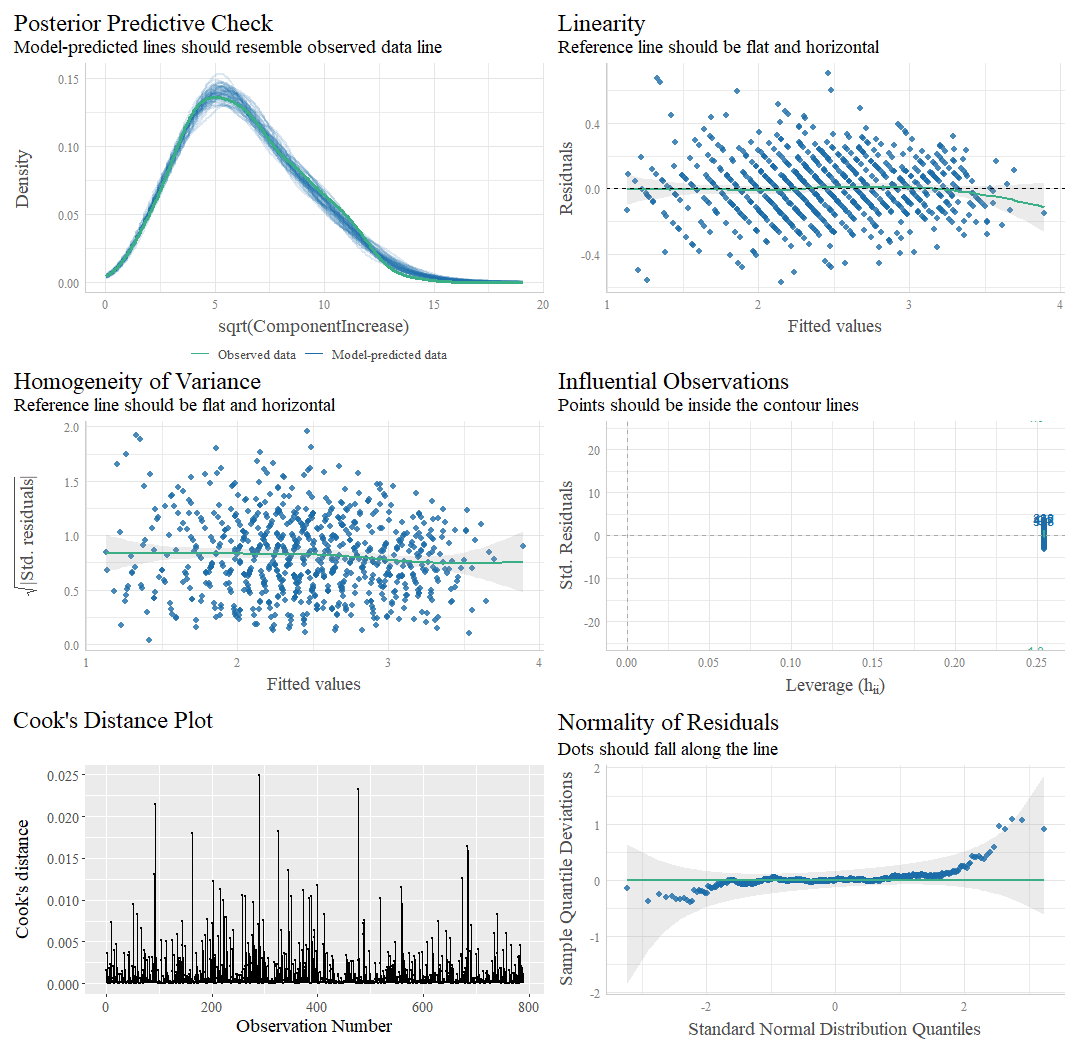 Posterior Predictive Check
Model-predicted lines should resemble observed data line
Density
0.15
0.10
0.05
0.00
0
5
10
15
20
sqrt(ComponentIncrease)
Observed data
Model-predicted data
Linearity
Reference line should be flat and horizontal
Residuals
0.4
0.0
-0.4
1
2
3
4
Fitted values
Homogeneity of Variance
Reference line should be flat and horizontal
√|Std. residuals|
2.0
1.5
1.0
0.5
0.0
1
2
3
4
Fitted values
Influential Observations
Points should be inside the contour lines
Std. Residuals
20
10
0
-10
-20
0.00
0.05
0.10
0.15
0.20
0.25
Leverage (hii)
Cook's Distance Plot
Cook's distance
0.025
0.020
0.015
0.010
0.005
0.000
0
200
400
600
800
Observation Number
Normality of Residuals
Dots should fall along the line
Sample Quantile Deviations
2
1
0
-1
-2
-2
0
2
Standard Normal Distribution Quantiles